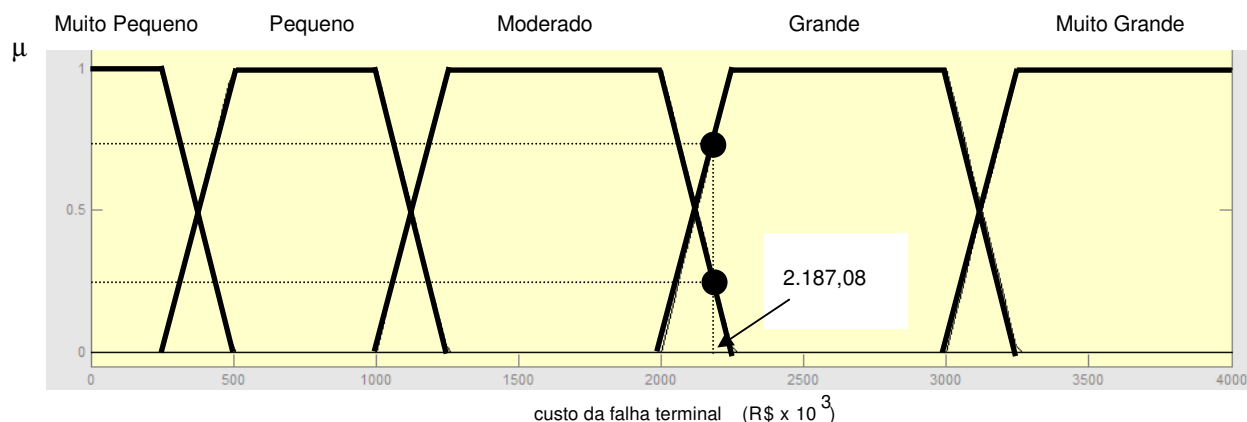 Muito Pequeno Pequeno Moderado Grande Muito Grande
μ
1
0.5
2.187,08
0
0 500 1000 1500 2000 2500 3000 3500 4000
custo da falha terminal (R$ x 10 3)